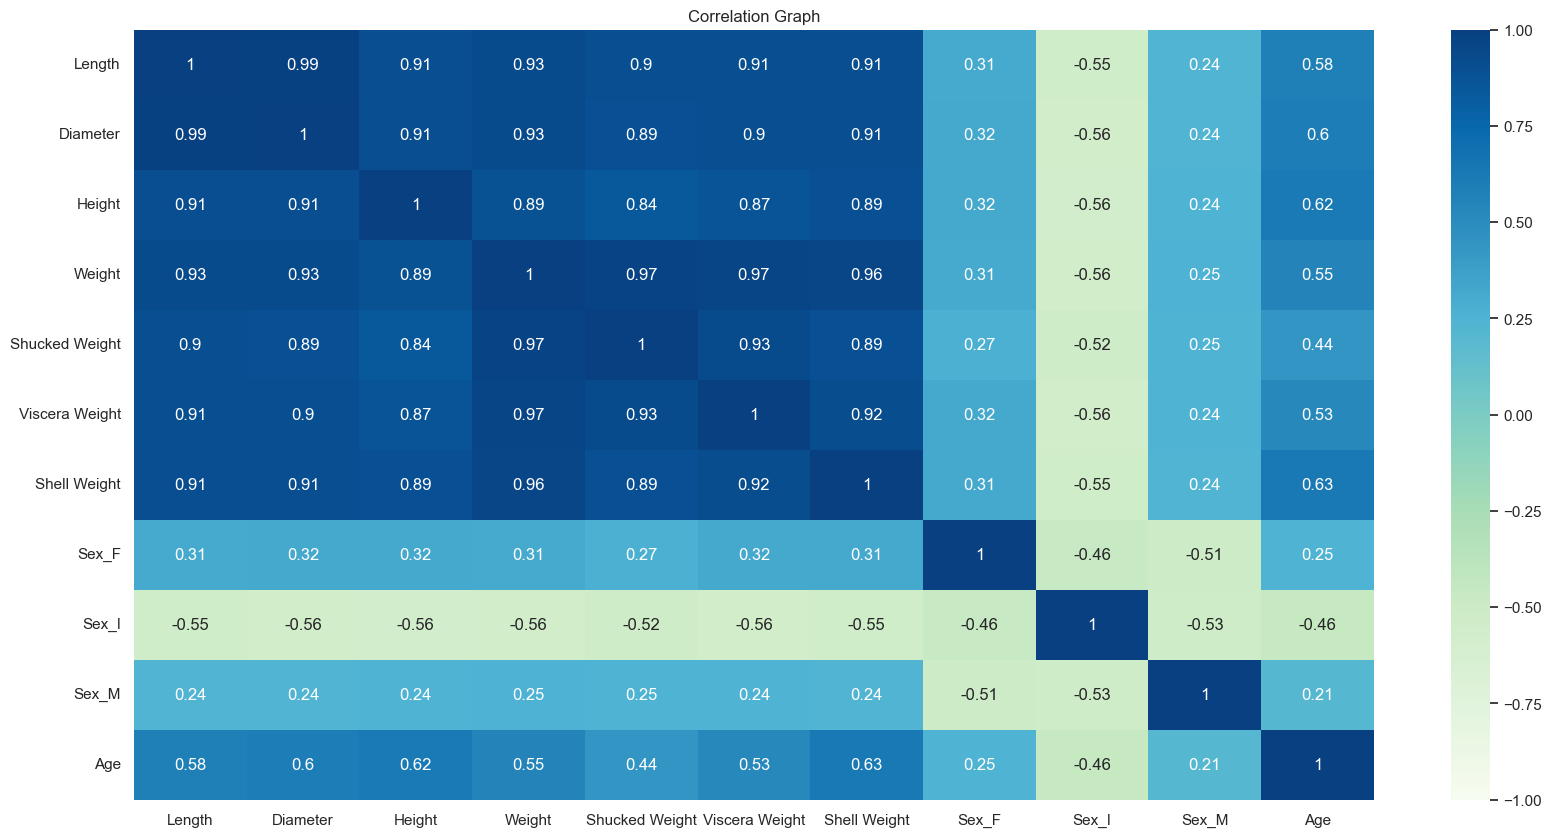 Correlation Graph
Length 1 0.99 0.91 0.93 0.9 0.91 0.91 0.31 -0.55 0.24 0.58
Diameter 0.99 1 0.91 0.93 0.89 0.9 0.91 0.32 -0.56 0.24 0.6
Height 0.91 0.91 1 0.89 0.84 0.87 0.89 0.32 -0.56 0.24 0.62
Weight 0.93 0.93 0.89 1 0.97 0.97 0.96 0.31 -0.56 0.25 0.55
Shucked Weight 0.9 0.89 0.84 0.97 1 0.93 0.89 0.27 -0.52 0.25 0.44
Viscera Weight 0.91 0.9 0.87 0.97 0.93 1 0.92 0.32 -0.56 0.24 0.53
Shell Weight 0.91 0.91 0.89 0.96 0.89 0.92 1 0.31 -0.55 0.24 0.63
Sex_F 0.31 0.32 0.32 0.31 0.27 0.32 0.31 1 -0.46 -0.51 0.25
Sex_I -0.55 -0.56 -0.56 -0.56 -0.52 -0.56 -0.55 -0.46 1 -0.53 -0.46
Sex_M 0.24 0.24 0.24 0.25 0.25 0.24 0.24 -0.51 -0.53 1 0.21
Age 0.58 0.6 0.62 0.55 0.44 0.53 0.63 0.25 -0.46 0.21 1
Length Diameter Height Weight Shucked Weight Viscera Weight Shell Weight Sex_F Sex_I Sex_M Age
1.00
0.75
0.50
0.25
0.00
−0.25
−0.50
−0.75
−1.00